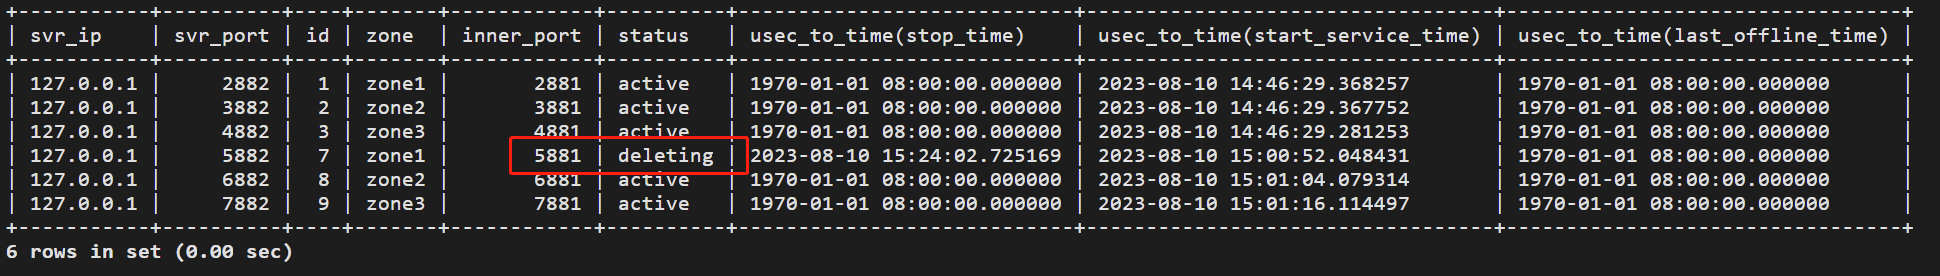 +-----------+----------+----+-------+------------+----------+----------------------------+----------------------------------+--------------------------------+
| svr_ip    | svr_port | id | zone  | inner_port | status   | usec_to_time(stop_time)    | usec_to_time(start_service_time) | usec_to_time(last_offline_time) |
+-----------+----------+----+-------+------------+----------+----------------------------+----------------------------------+--------------------------------+
| 127.0.0.1 |     2882 |  1 | zone1 |       2881 | active   | 1970-01-01 08:00:00.000000 | 2023-08-10 14:46:29.368257       | 1970-01-01 08:00:00.000000      |
| 127.0.0.1 |     3882 |  2 | zone2 |       3881 | active   | 1970-01-01 08:00:00.000000 | 2023-08-10 14:46:29.367752       | 1970-01-01 08:00:00.000000      |
| 127.0.0.1 |     4882 |  3 | zone3 |       4881 | active   | 1970-01-01 08:00:00.000000 | 2023-08-10 14:46:29.281253       | 1970-01-01 08:00:00.000000      |
| 127.0.0.1 |     5882 |  7 | zone1 |       5881 | deleting | 2023-08-10 15:24:02.725169 | 2023-08-10 15:00:52.048431       | 1970-01-01 08:00:00.000000      |
| 127.0.0.1 |     6882 |  8 | zone2 |       6881 | active   | 1970-01-01 08:00:00.000000 | 2023-08-10 15:01:04.079314       | 1970-01-01 08:00:00.000000      |
| 127.0.0.1 |     7882 |  9 | zone3 |       7881 | active   | 1970-01-01 08:00:00.000000 | 2023-08-10 15:01:16.114497       | 1970-01-01 08:00:00.000000      |
+-----------+----------+----+-------+------------+----------+----------------------------+----------------------------------+--------------------------------+
6 rows in set (0.00 sec)